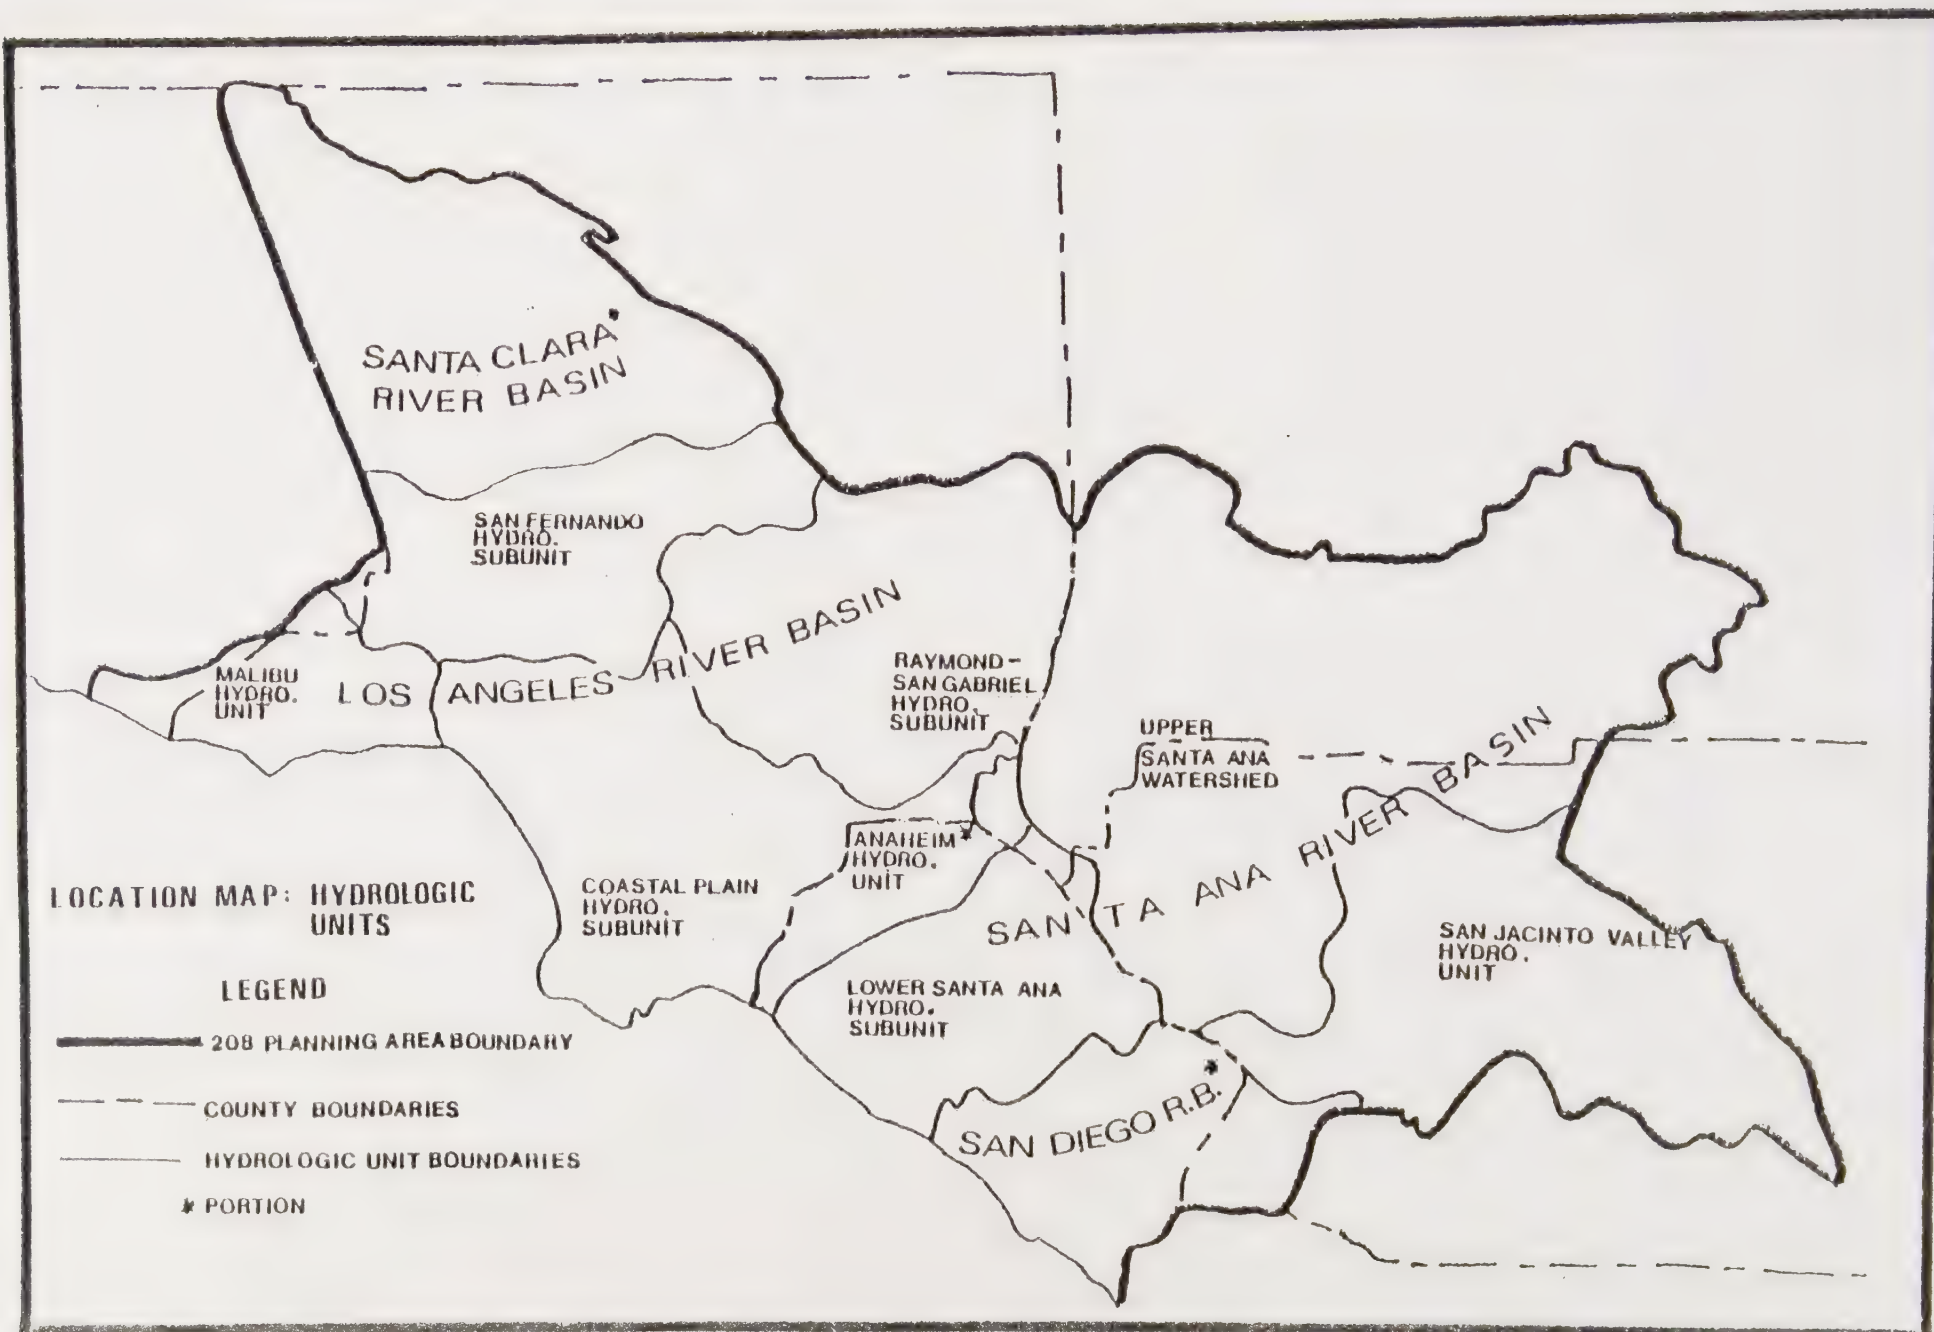 SANTA CLARA*
RIVER BASIN
SAN FERNANDO
HYDRO.
SUBUNIT
LOS ANGELES RIVER BASIN
MALIBU
HYDRO.
UNIT
RAYMOND-
SAN GABRIEL
HYDRO.
SUBUNIT
UPPER
SANTA ANA
WATERSHED
ANAHEIM*
HYDRO.
UNIT
COASTAL PLAIN
HYDRO.
SUBUNIT
SANTA ANA RIVER BASIN
SAN JACINTO VALLEY
HYDRO.
UNIT
LOWER SANTA ANA
HYDRO.
SUBUNIT
SAN DIEGO R.B.*
LOCATION MAP: HYDROLOGIC
UNITS
LEGEND
208 PLANNING AREA BOUNDARY
COUNTY BOUNDARIES
HYDROLOGIC UNIT BOUNDARIES
* PORTION